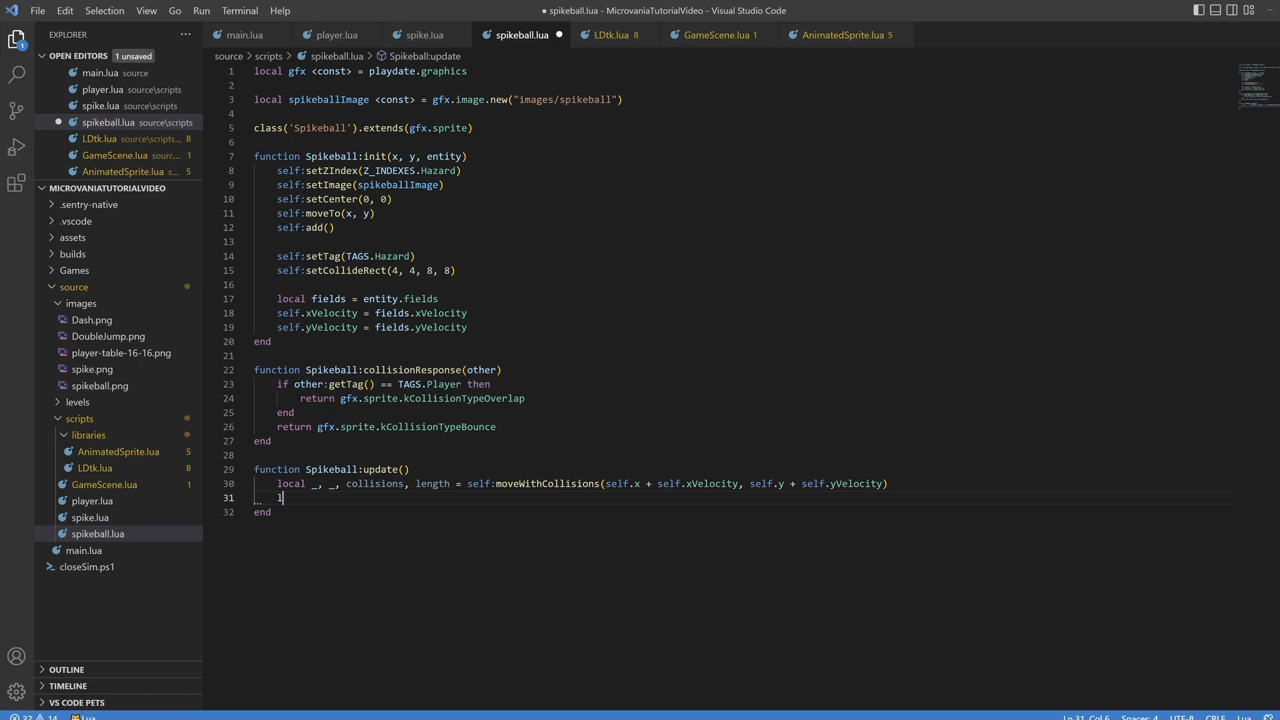 File Edit Selection View Go Run Terminal Help
● spikeball.lua - MicrovaniaTutorialVideo - Visual Studio Code
EXPLORER ...
OPEN EDITORS 1 unsaved
main.lua source
player.lua source\scripts
spike.lua source\scripts
spikeball.lua source\scripts
LDtk.lua source\scripts... 8
GameScene.lua sourc... 1
AnimatedSprite.lua s... 5
MICROVANIATUTORIALVIDEO
.sentry-native
.vscode
assets
builds
Games
source
images
Dash.png
DoubleJump.png
player-table-16-16.png
spike.png
spikeball.png
levels
scripts
libraries
AnimatedSprite.lua 5
LDtk.lua 8
GameScene.lua 1
player.lua
spike.lua
spikeball.lua
main.lua
closeSim.ps1
OUTLINE
TIMELINE
VS CODE PETS
main.lua player.lua spike.lua spikeball.lua LDtk.lua 8 GameScene.lua 1 AnimatedSprite.lua 5
source > scripts > spikeball.lua > Spikeball:update
1 local gfx <const> = playdate.graphics
2
3 local spikeballImage <const> = gfx.image.new("images/spikeball")
4
5 class('Spikeball').extends(gfx.sprite)
6
7 function Spikeball:init(x, y, entity)
8 self:setZIndex(Z_INDEXES.Hazard)
9 self:setImage(spikeballImage)
10 self:setCenter(0, 0)
11 self:moveTo(x, y)
12 self:add()
13
14 self:setTag(TAGS.Hazard)
15 self:setCollideRect(4, 4, 8, 8)
16
17 local fields = entity.fields
18 self.xVelocity = fields.xVelocity
19 self.yVelocity = fields.yVelocity
20 end
21
22 function Spikeball:collisionResponse(other)
23 if other:getTag() == TAGS.Player then
24 return gfx.sprite.kCollisionTypeOverlap
25 end
26 return gfx.sprite.kCollisionTypeBounce
27 end
28
29 function Spikeball:update()
30 local _, _, collisions, length = self:moveWithCollisions(self.x + self.xVelocity, self.y + self.yVelocity)
31 l
32 end
32 14 Lua
Ln 31, Col 6 Spaces: 4 UTF-8 CRLF Lua